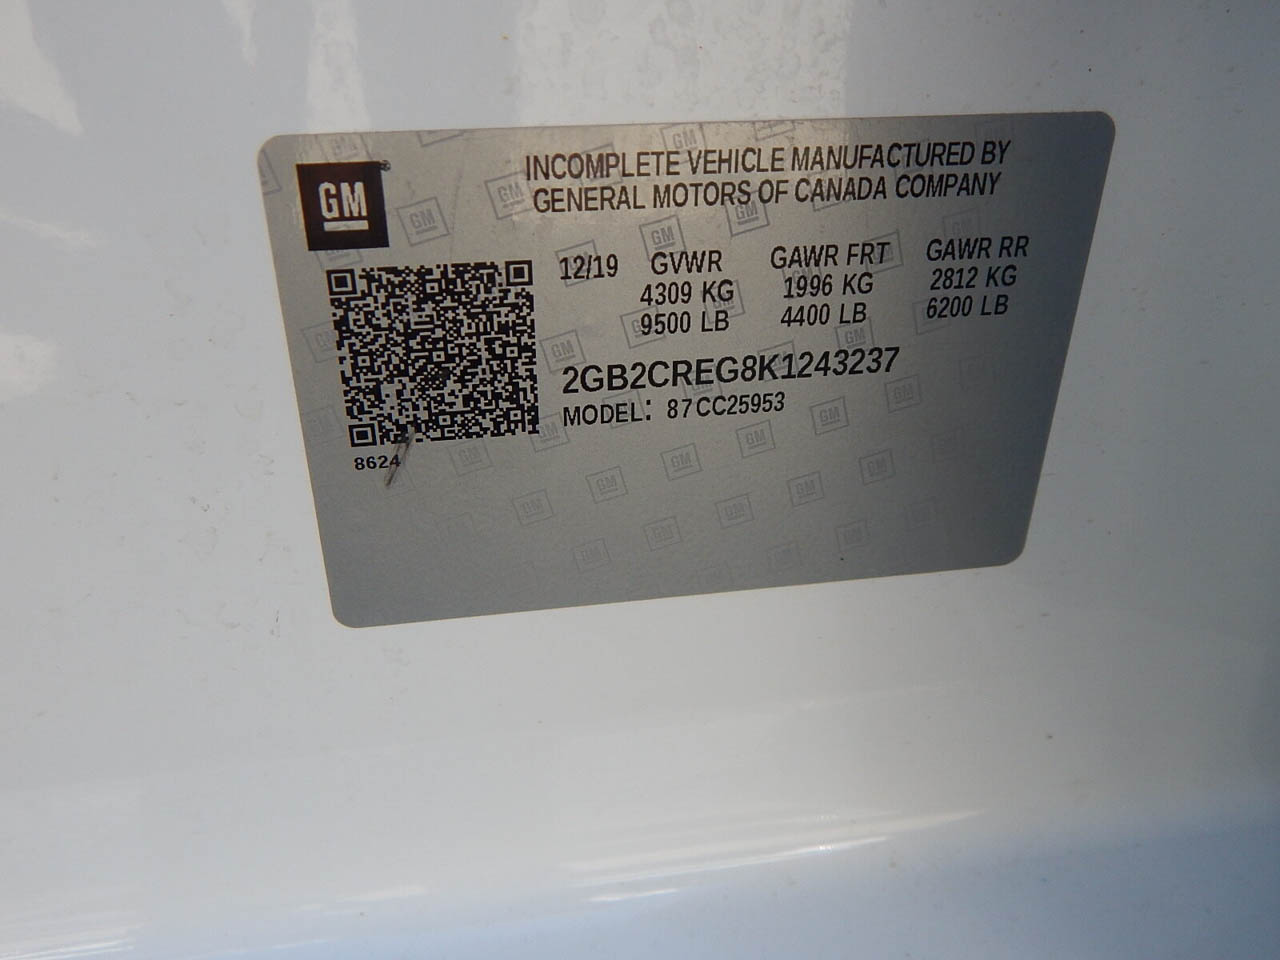 INCOMPLETE VEHICLE MANUFACTURED BY
GENERAL MOTORS OF CANADA COMPANY
GM®
12/19 GVWR GAWR FRT GAWR RR
4309 KG 1996 KG 2812 KG
9500 LB 4400 LB 6200 LB
2GB2CREG8K1243237
MODEL: 87CC25953
8624